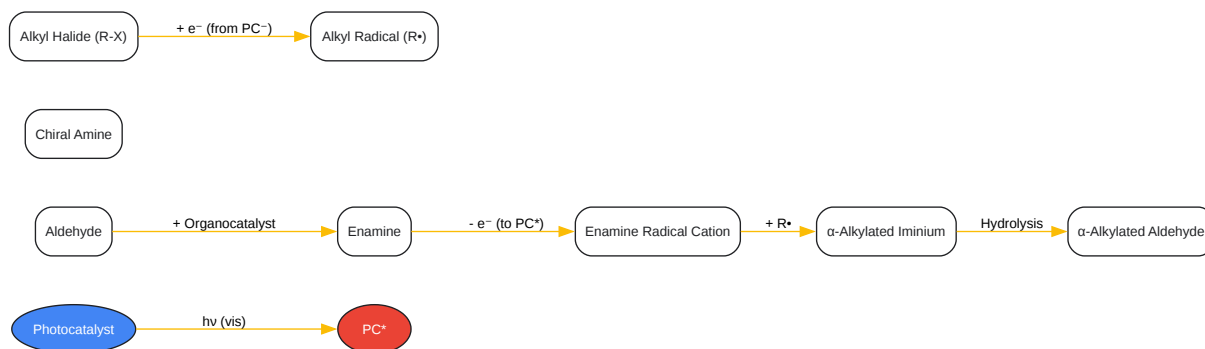 Alkyl Halide (R-X)
+ e⁻ (from PC⁻)
Alkyl Radical (R•)
Chiral Amine
Aldehyde
+ Organocatalyst
Enamine
- e⁻ (to PC*)
Enamine Radical Cation
+ R•
α-Alkylated Iminium
Hydrolysis
α-Alkylated Aldehyde
Photocatalyst
hν (vis)
PC*